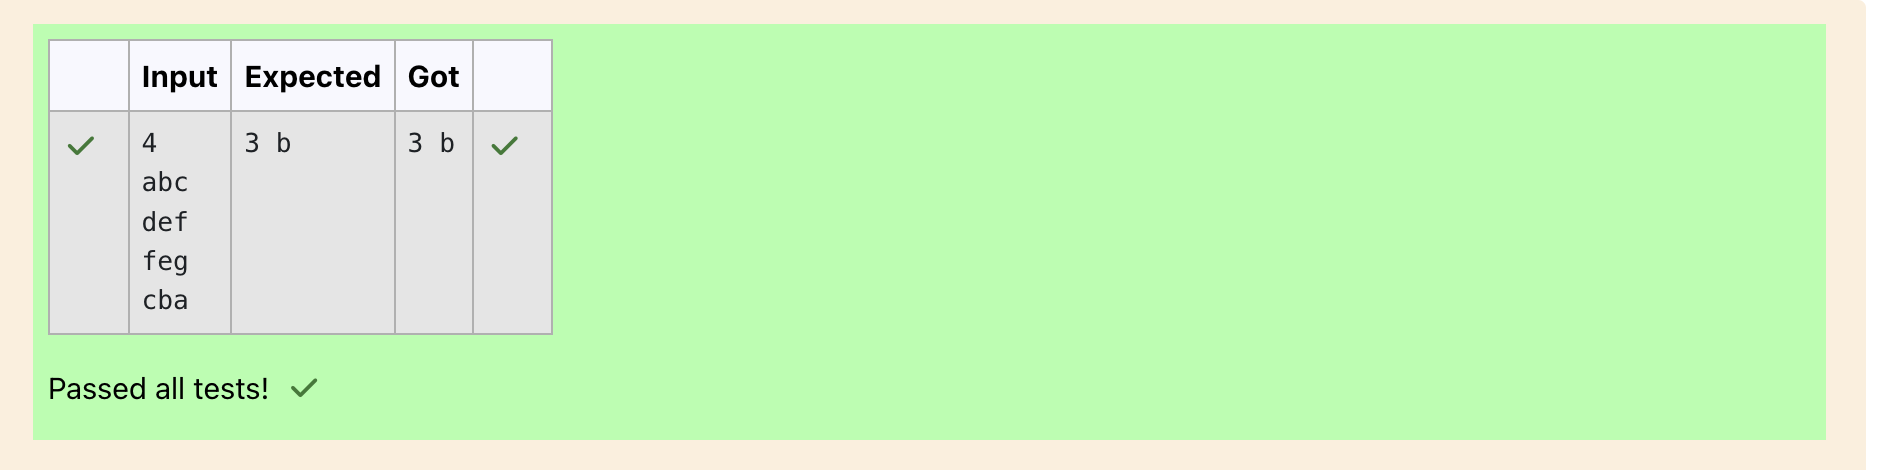 Input Expected Got
4 3 b 3 b
abc
def
feg
cba
Passed all tests!